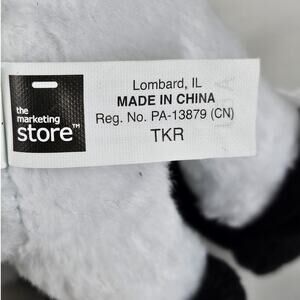 the
marketing
store™
Lombard, IL
MADE IN CHINA
Reg. No. PA-13879 (CN)
TKR